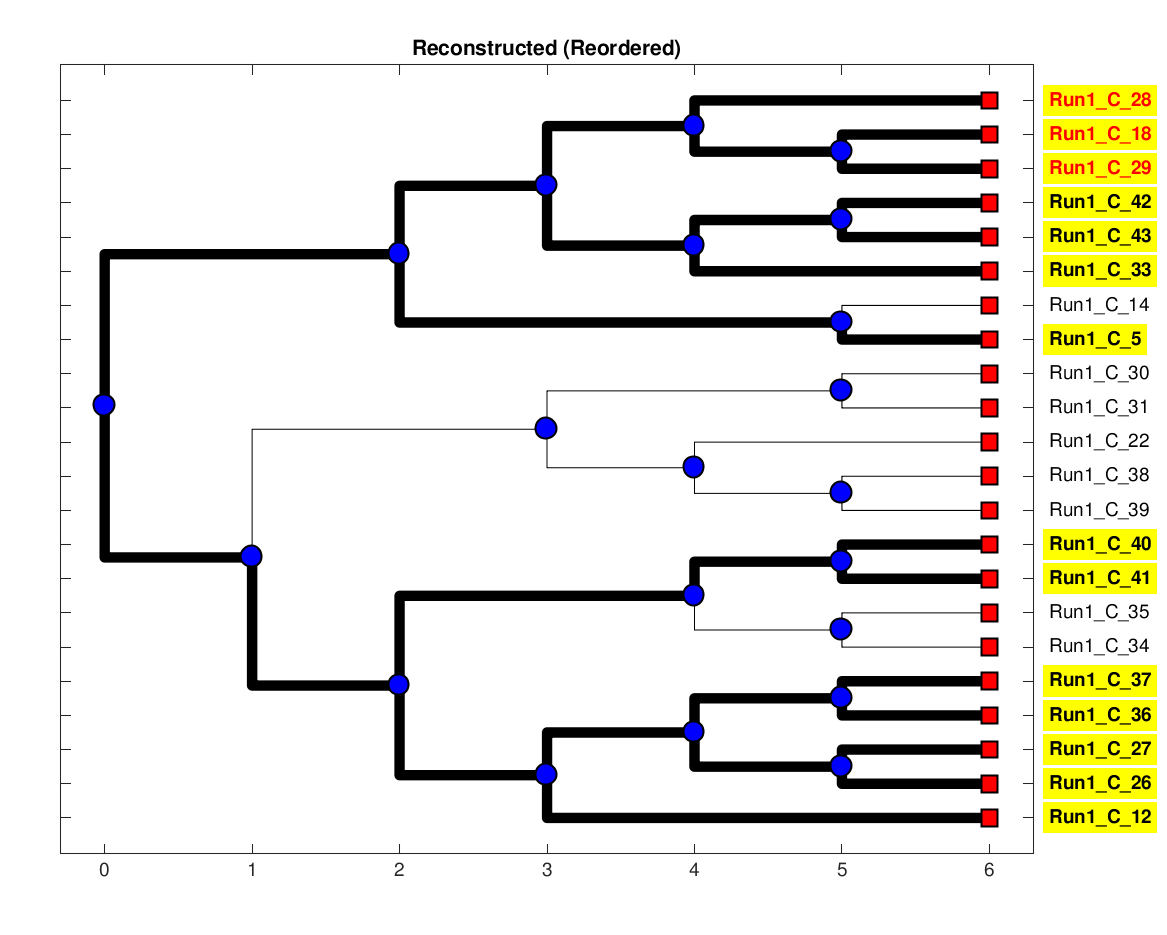 Reconstructed (Reordered)
Run1_C_28
Run1_C_18
Run1_C_29
Run1_C_42
Run1_C_43
Run1_C_33
Run1_C_14
Run1_C_5
Run1_C_30
Run1_C_31
Run1_C_22
Run1_C_38
Run1_C_39
Run1_C_40
Run1_C_41
Run1_C_35
Run1_C_34
Run1_C_37
Run1_C_36
Run1_C_27
Run1_C_26
Run1_C_12
0 1 2 3 4 5 6